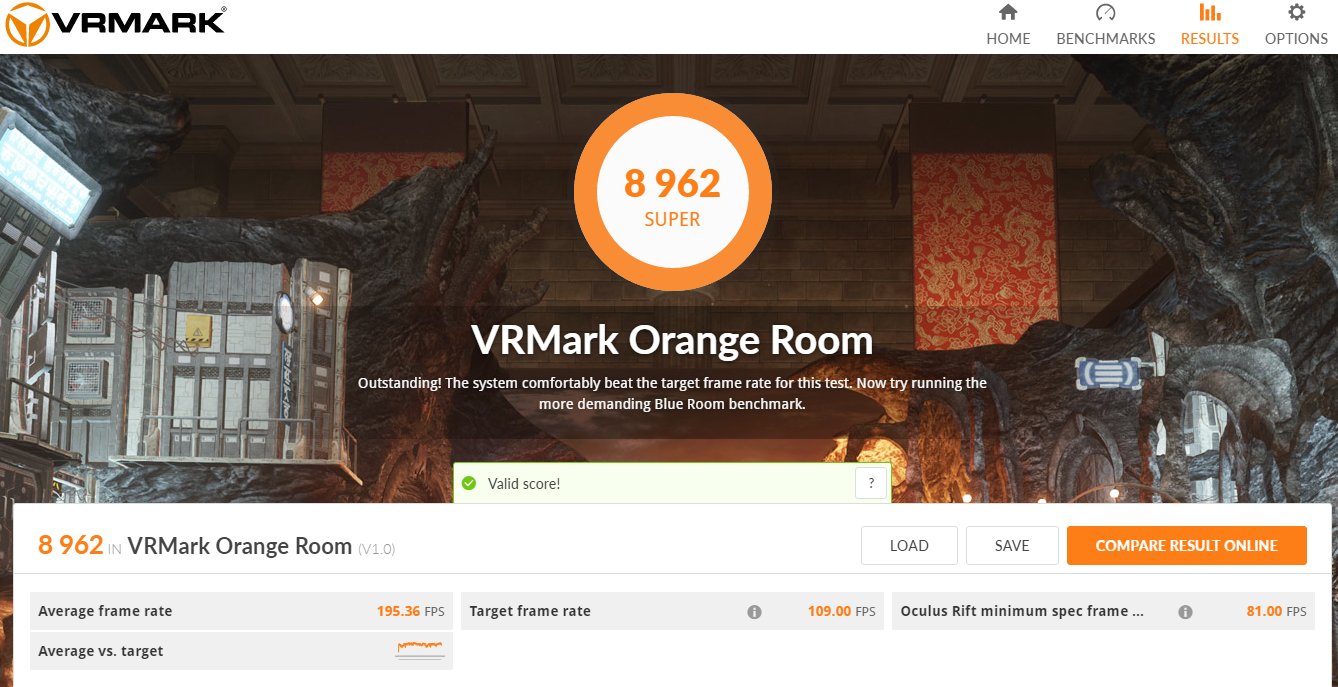 VRMARK®
HOME
BENCHMARKS
RESULTS
OPTIONS
8 962
SUPER
VRMark Orange Room
Outstanding! The system comfortably beat the target frame rate for this test. Now try running the
more demanding Blue Room benchmark.
Valid score!
?
8 962 IN VRMark Orange Room (V1.0)
LOAD
SAVE
COMPARE RESULT ONLINE
Average frame rate 195.36 FPS
Target frame rate 109.00 FPS
Oculus Rift minimum spec frame ... 81.00 FPS
Average vs. target